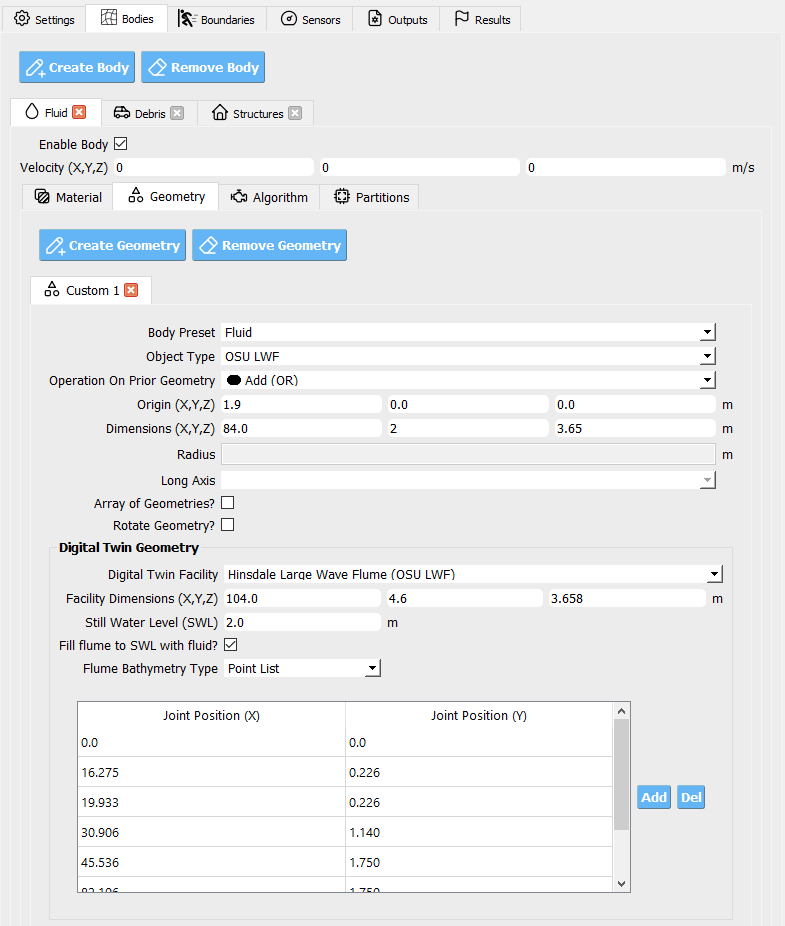 Settings Bodies Boundaries Sensors Outputs Results
Create Body Remove Body
Fluid Debris Structures
Enable Body
Velocity (X,Y,Z) 0 0 0 m/s
Material Geometry Algorithm Partitions
Create Geometry Remove Geometry
Custom 1
Body Preset Fluid
Object Type OSU LWF
Operation On Prior Geometry Add (OR)
Origin (X,Y,Z) 1.9 0.0 0.0 m
Dimensions (X,Y,Z) 84.0 2 3.65 m
Radius m
Long Axis
Array of Geometries?
Rotate Geometry?
Digital Twin Geometry
Digital Twin Facility Hinsdale Large Wave Flume (OSU LWF)
Facility Dimensions (X,Y,Z) 104.0 4.6 3.658 m
Still Water Level (SWL) 2.0 m
Fill flume to SWL with fluid?
Flume Bathymetry Type Point List
Joint Position (X) Joint Position (Y)
0.0 0.0
16.275 0.226
19.933 0.226
Add Del
30.906 1.140
45.536 1.750